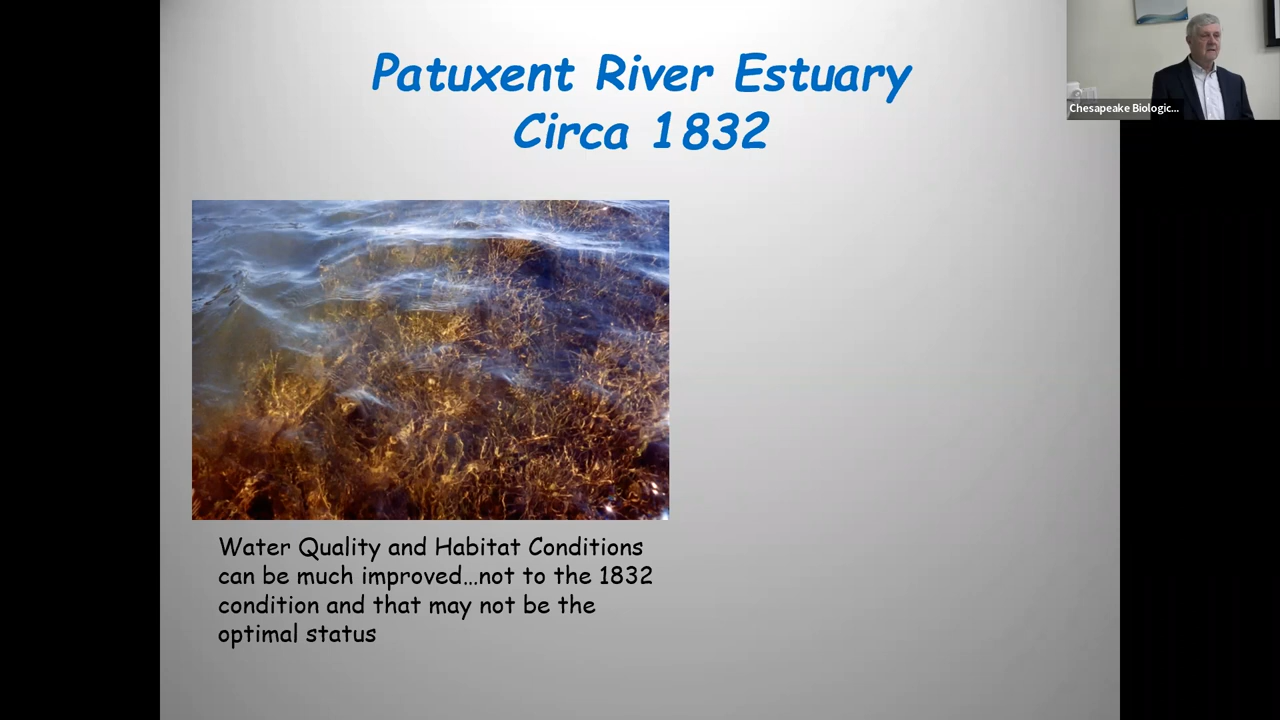 Patuxent River Estuary
Circa 1832
Chesapeake Biologic...
Water Quality and Habitat Conditions
can be much improved...not to the 1832
condition and that may not be the
optimal status